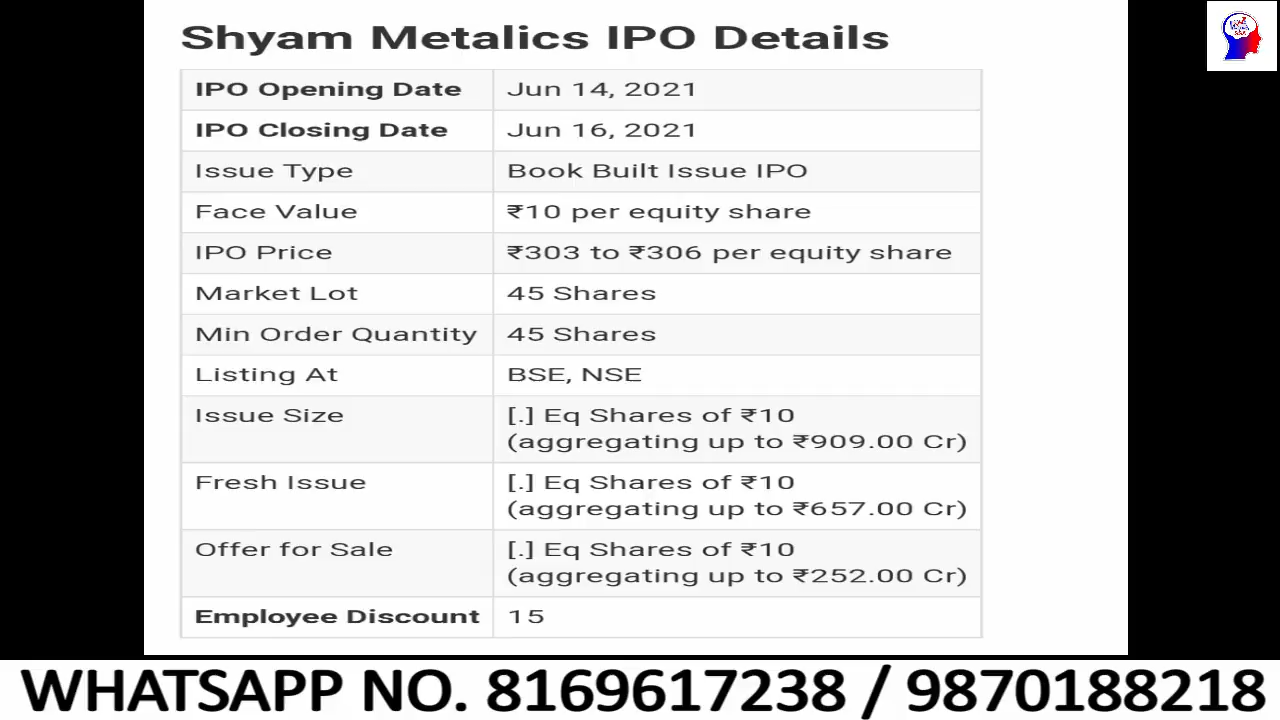 Shyam Metalics IPO Details
IPO Opening Date Jun 14, 2021
IPO Closing Date Jun 16, 2021
Issue Type Book Built Issue IPO
Face Value ₹10 per equity share
IPO Price ₹303 to ₹306 per equity share
Market Lot 45 Shares
Min Order Quantity 45 Shares
Listing At BSE, NSE
Issue Size [.] Eq Shares of ₹10
(aggregating up to ₹909.00 Cr)
Fresh Issue [.] Eq Shares of ₹10
(aggregating up to ₹657.00 Cr)
Offer for Sale [.] Eq Shares of ₹10
(aggregating up to ₹252.00 Cr)
Employee Discount 15
WHATSAPP NO. 8169617238 / 9870188218